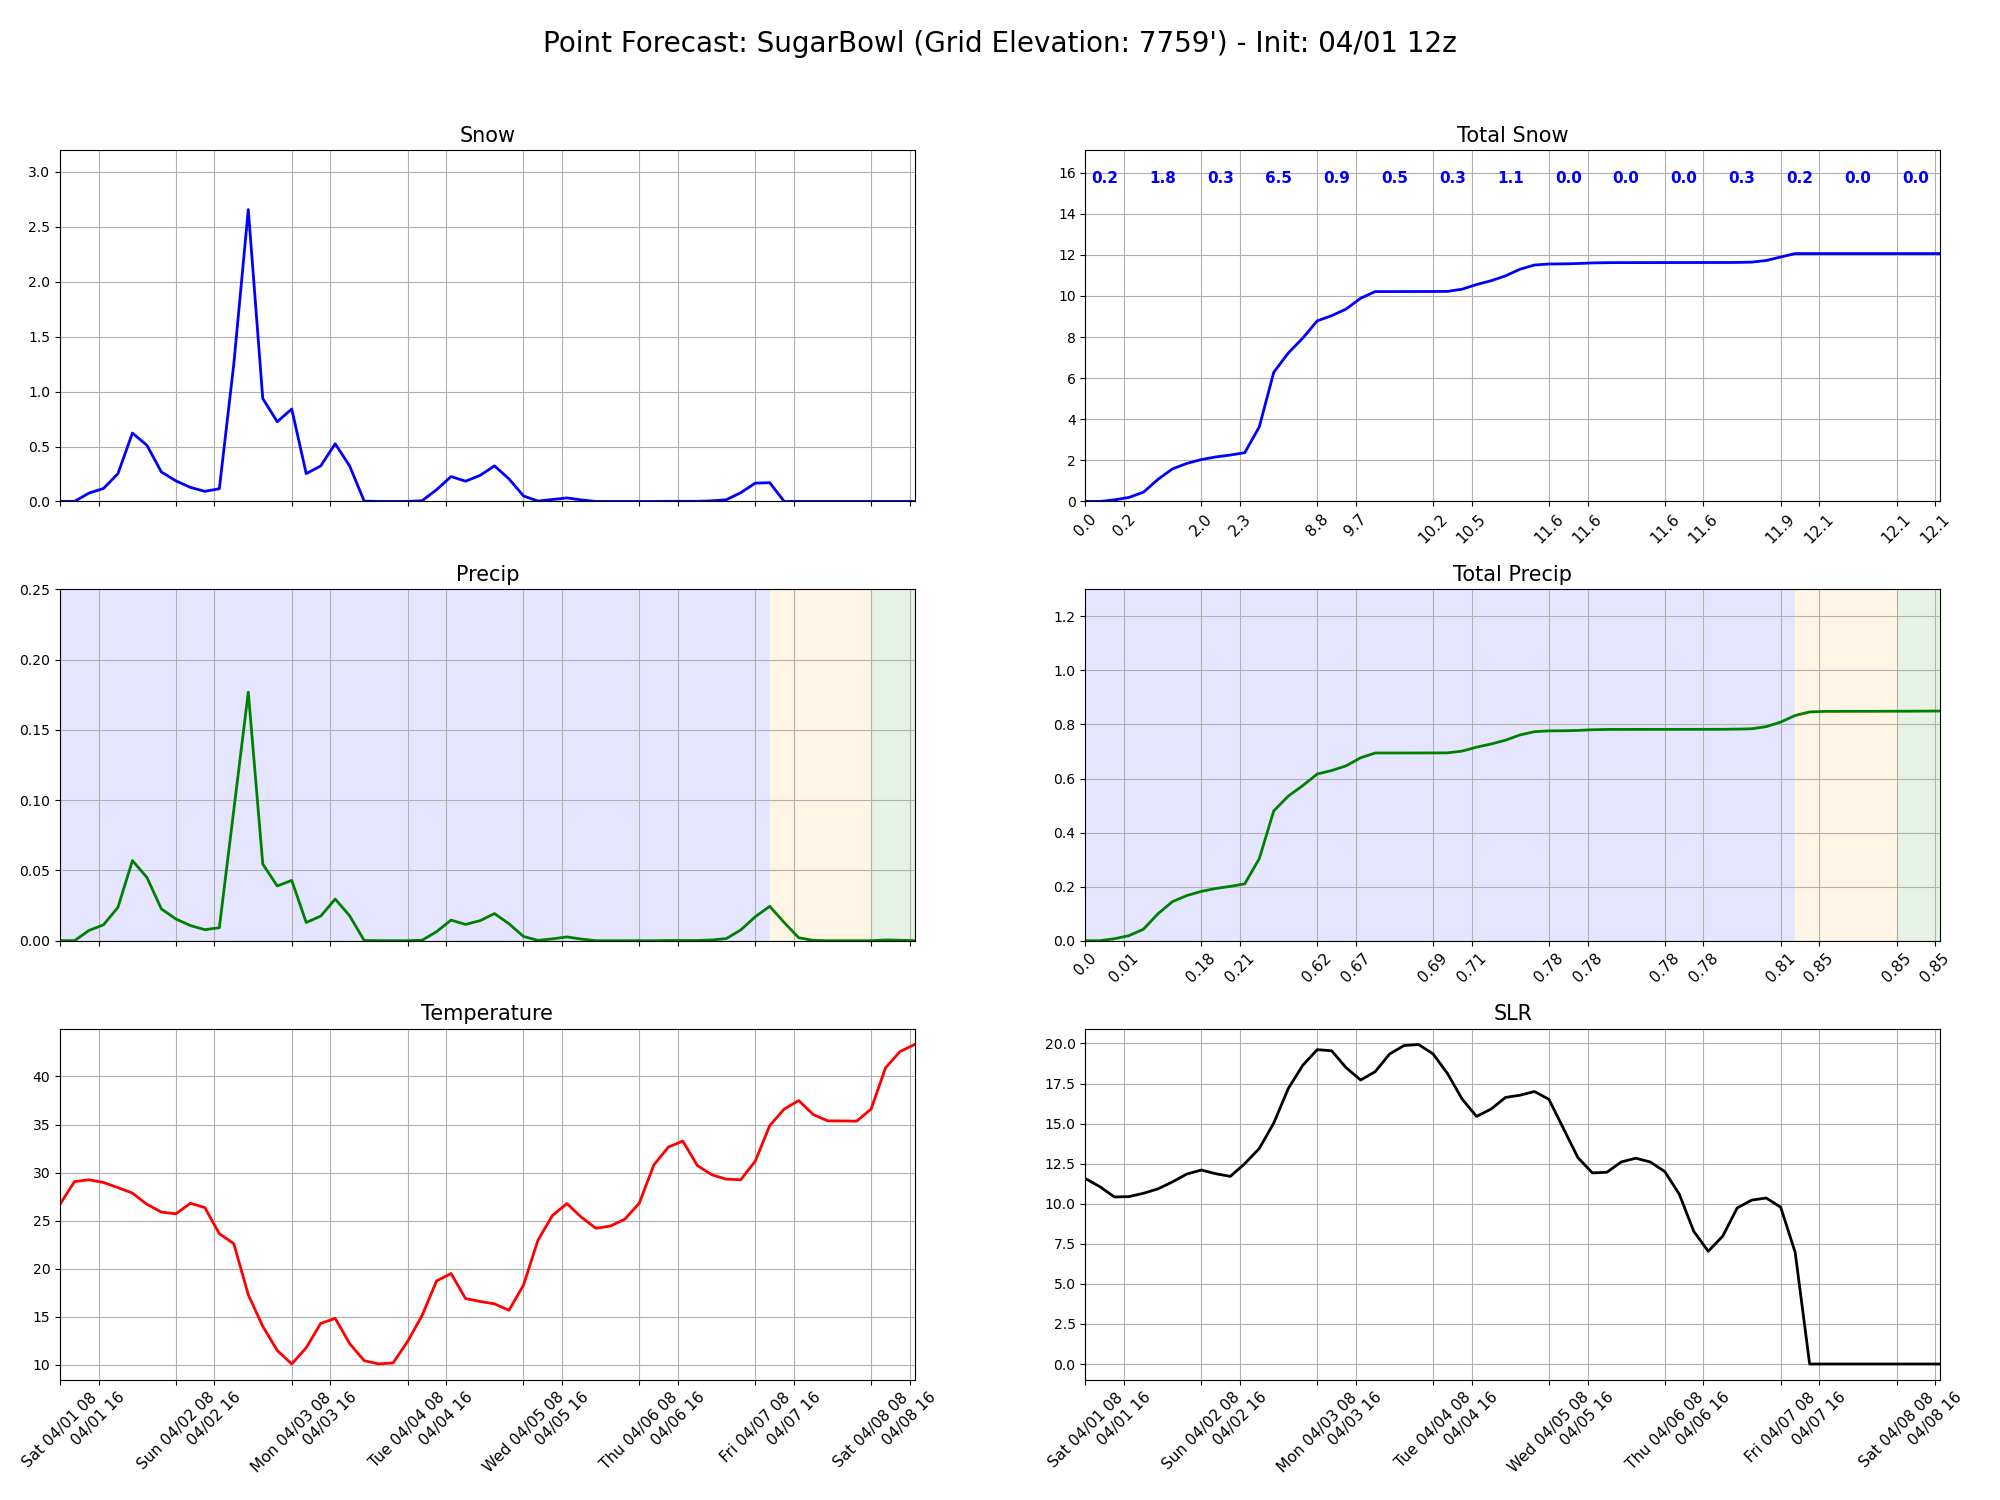 Point Forecast: SugarBowl (Grid Elevation: 7759') - Init: 04/01 12z
Snow
3.0
2.5
2.0
1.5
1.0
0.5
0.0
Total Snow
16
14
12
10
8
6
4
2
0
0.2 1.8 0.3 6.5 0.9 0.5 0.3 1.1 0.0 0.0 0.0 0.3 0.2 0.0 0.0
0.0 0.2 2.0 2.3 8.8 9.7 10.2 10.5 11.6 11.6 11.6 11.6 11.9 12.1 12.1 12.1
Precip
0.25
0.20
0.15
0.10
0.05
0.00
Total Precip
1.2
1.0
0.8
0.6
0.4
0.2
0.0
0.0 0.01 0.18 0.21 0.62 0.67 0.69 0.71 0.78 0.78 0.78 0.78 0.81 0.85 0.85 0.85
Temperature
40
35
30
25
20
15
10
Sat 04/01 08
04/01 16
Sun 04/02 08
04/02 16
Mon 04/03 08
04/03 16
Tue 04/04 08
04/04 16
Wed 04/05 08
04/05 16
Thu 04/06 08
04/06 16
Fri 04/07 08
04/07 16
Sat 04/08 08
04/08 16
SLR
20.0
17.5
15.0
12.5
10.0
7.5
5.0
2.5
0.0
Sat 04/01 08
04/01 16
Sun 04/02 08
04/02 16
Mon 04/03 08
04/03 16
Tue 04/04 08
04/04 16
Wed 04/05 08
04/05 16
Thu 04/06 08
04/06 16
Fri 04/07 08
04/07 16
Sat 04/08 08
04/08 16